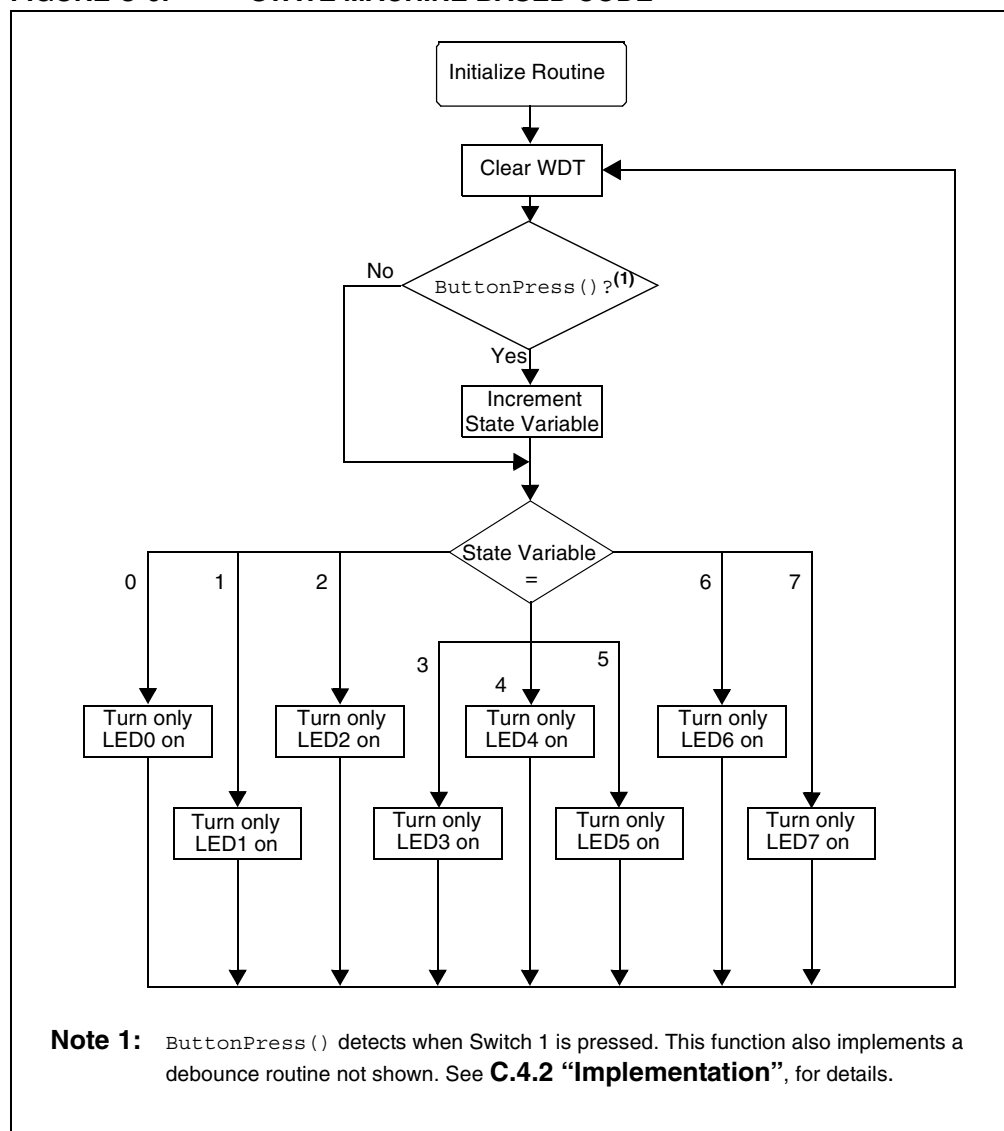 Initialize Routine
Clear WDT
No
ButtonPress()?(1)
Yes
Increment
State Variable
State Variable
=
0
1
2
3
4
5
6
7
Turn only
LED0 on
Turn only
LED2 on
Turn only
LED4 on
Turn only
LED6 on
Turn only
LED1 on
Turn only
LED3 on
Turn only
LED5 on
Turn only
LED7 on
Note 1: ButtonPress() detects when Switch 1 is pressed. This function also implements a
debounce routine not shown. See C.4.2 “Implementation”, for details.